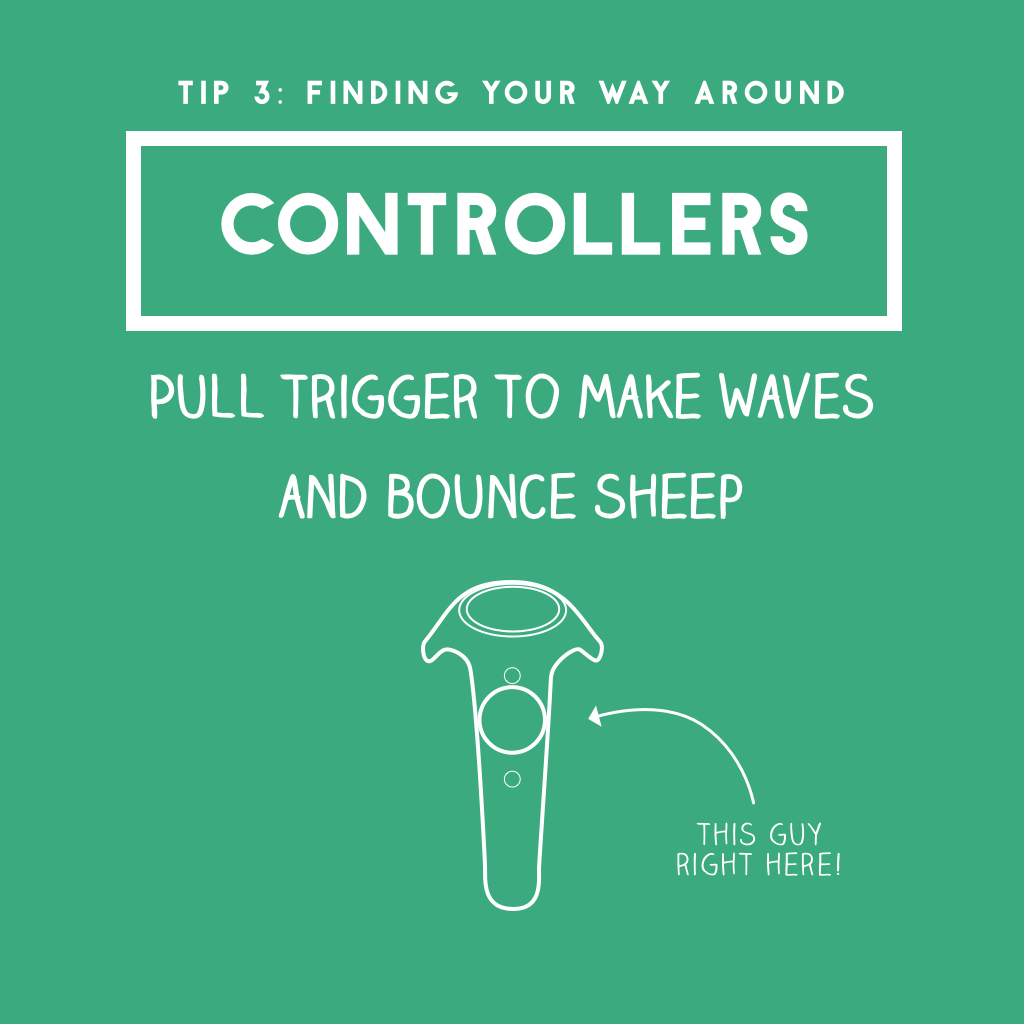 TIP 3: FINDING YOUR WAY AROUND
CONTROLLERS
PULL TRIGGER TO MAKE WAVES
AND BOUNCE SHEEP
THIS GUY
RIGHT HERE!